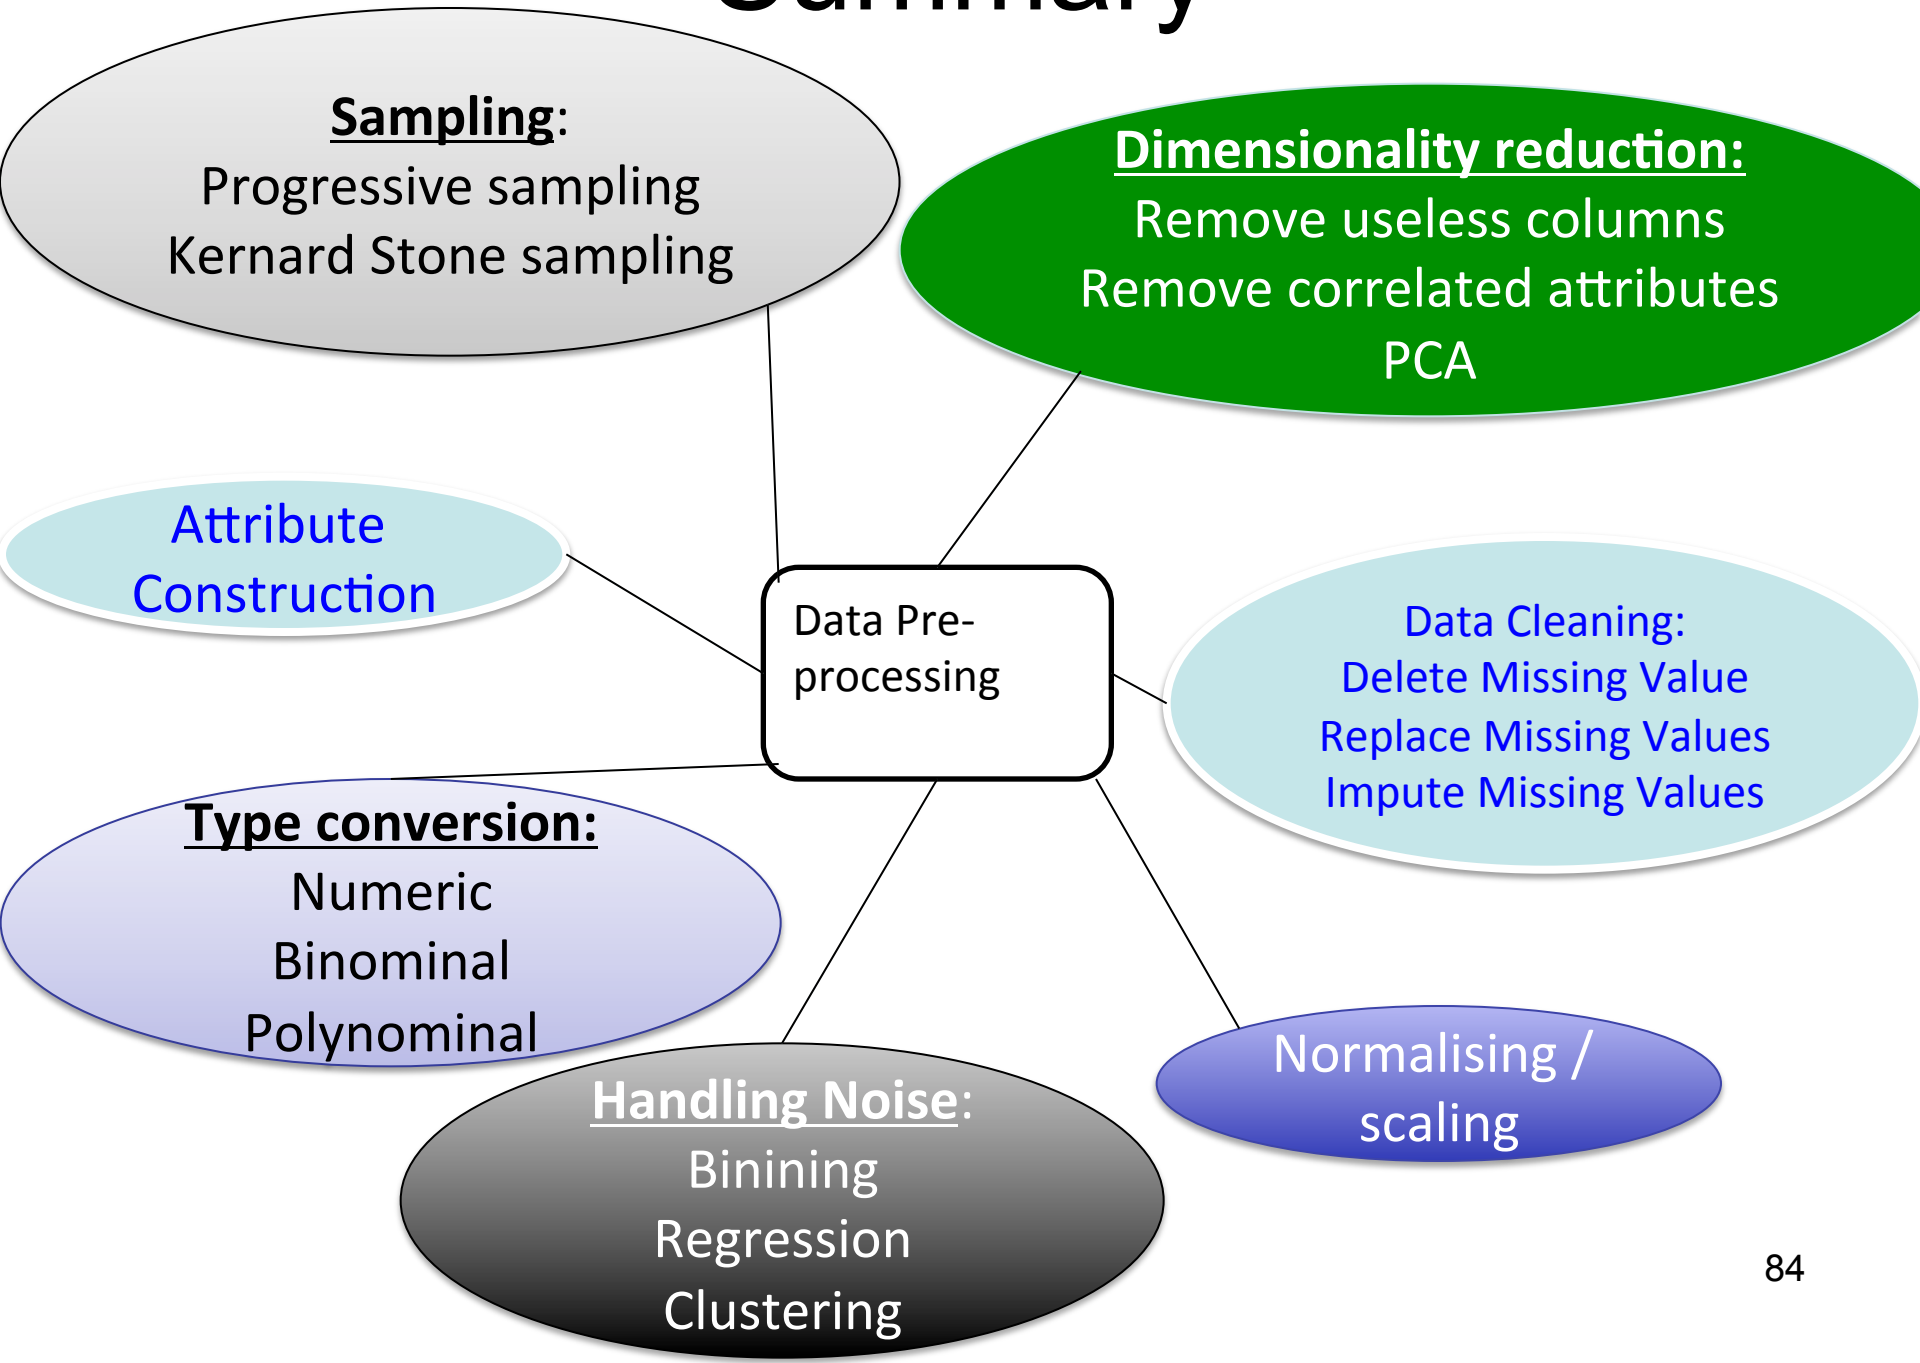 Summary
Sampling:
Progressive sampling
Kernard Stone sampling
Dimensionality reduction:
Remove useless columns
Remove correlated attributes
PCA
Attribute
Construction
Data Pre-
processing
Data Cleaning:
Delete Missing Value
Replace Missing Values
Impute Missing Values
Type conversion:
Numeric
Binominal
Polynominal
Handling Noise:
Binining
Regression
Clustering
Normalising /
scaling
84